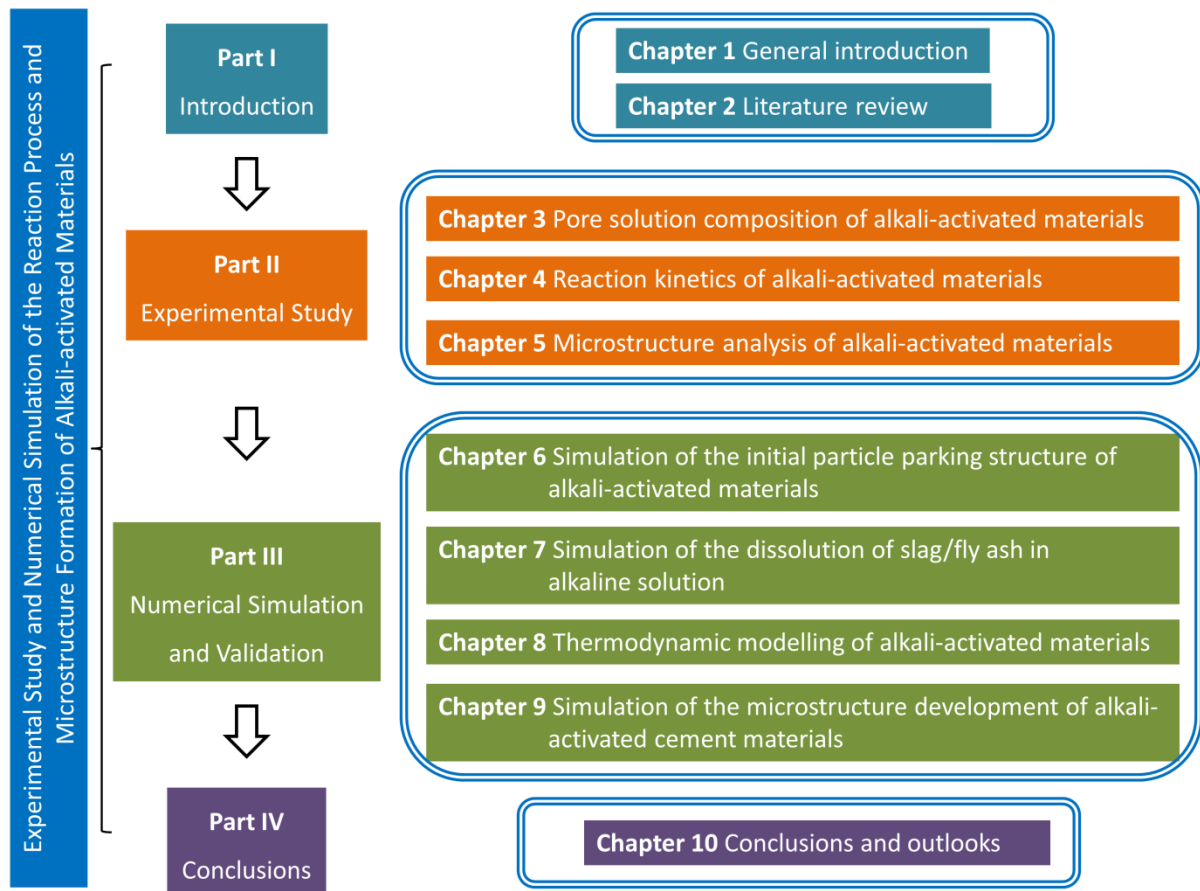 Experimental Study and Numerical Simulation of the Reaction Process and
Microstructure Formation of Alkali-activated Materials
Part I
Introduction
Chapter 1 General introduction
Chapter 2 Literature review
Part II
Experimental Study
Chapter 3 Pore solution composition of alkali-activated materials
Chapter 4 Reaction kinetics of alkali-activated materials
Chapter 5 Microstructure analysis of alkali-activated materials
Part III
Numerical Simulation
and Validation
Chapter 6 Simulation of the initial particle parking structure of
alkali-activated materials
Chapter 7 Simulation of the dissolution of slag/fly ash in
alkaline solution
Chapter 8 Thermodynamic modelling of alkali-activated materials
Chapter 9 Simulation of the microstructure development of alkali-
activated cement materials
Part IV
Conclusions
Chapter 10 Conclusions and outlooks